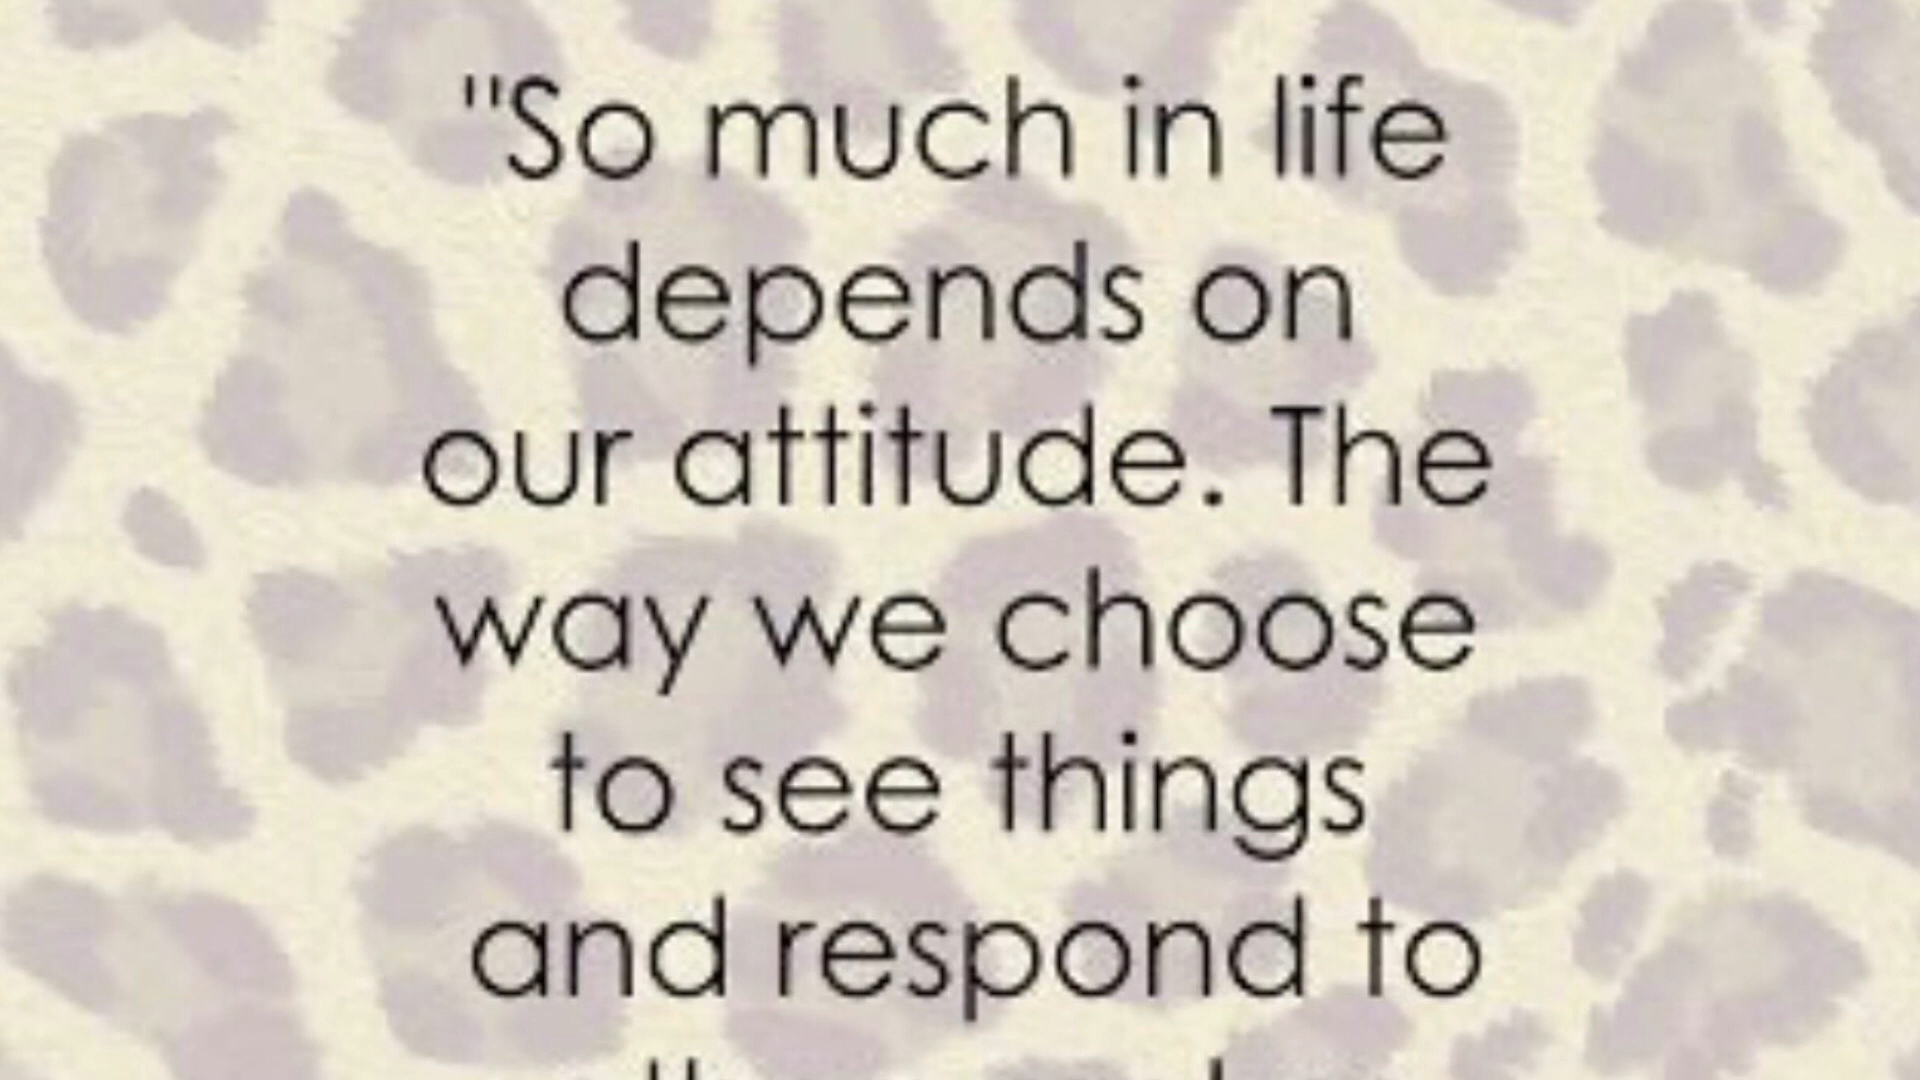 "So much in life
depends on
our attitude. The
way we choose
to see things
and respond to